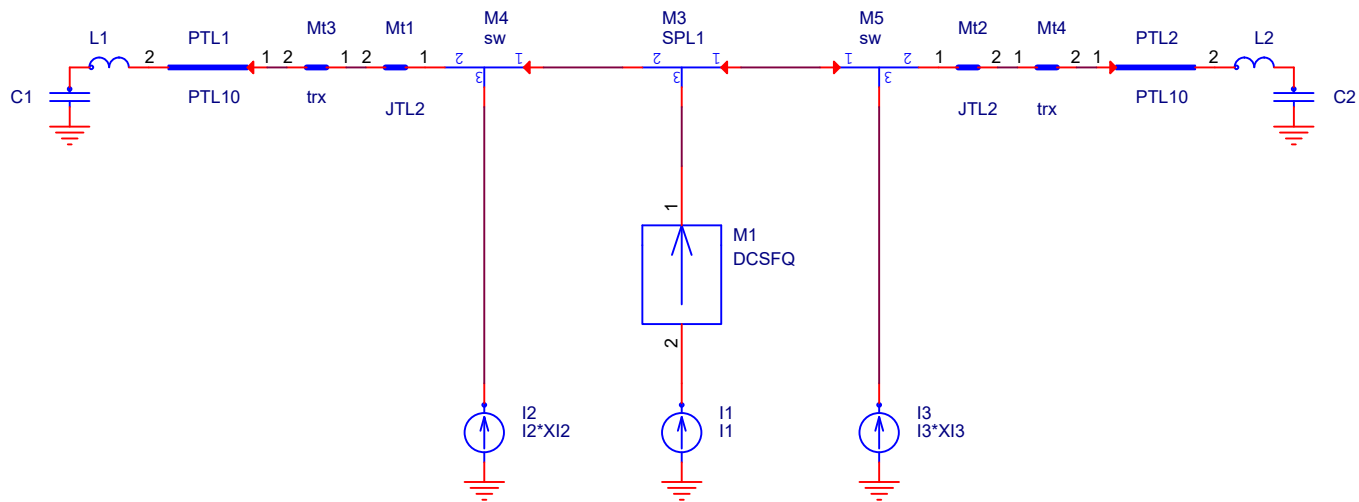 M4
sw
M3
SPL1
M5
sw
L1
PTL1
Mt3
Mt1
Mt2
Mt4
PTL2
L2
2 1 2 1 2 1 2 1 2 1 1 2 1 2 1 2 1 2
3 3 3
C1
PTL10
trx
JTL2
JTL2
trx
PTL10
C2
1
M1
DCSFQ
2
I2
I2*XI2
I1
I1
I3
I3*XI3